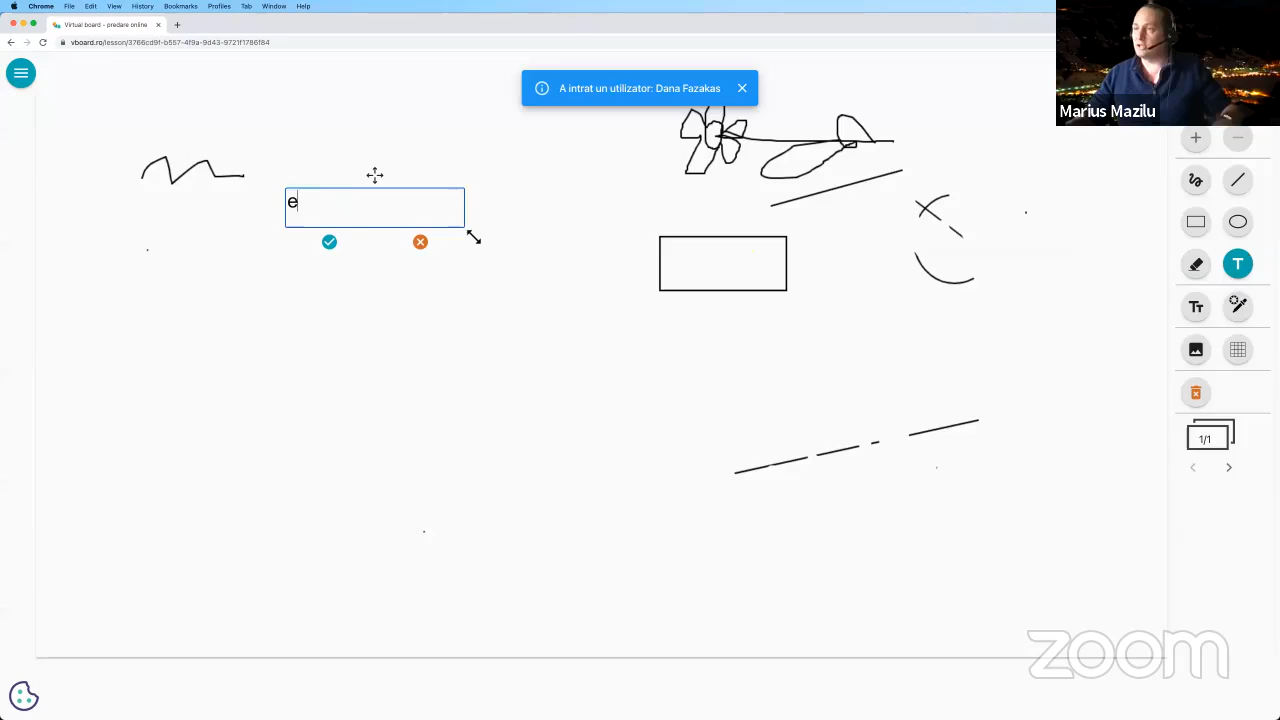 Chrome File Edit View History Bookmarks Profiles Tab Window Help
Virtual board - predare online
vboard.ro/lesson/3766cd9f-b557-4f9a-9d43-9721f1786f84
A intrat un utilizator: Dana Fazakas
Marius Mazilu
e
T
TT
1/1
zoom